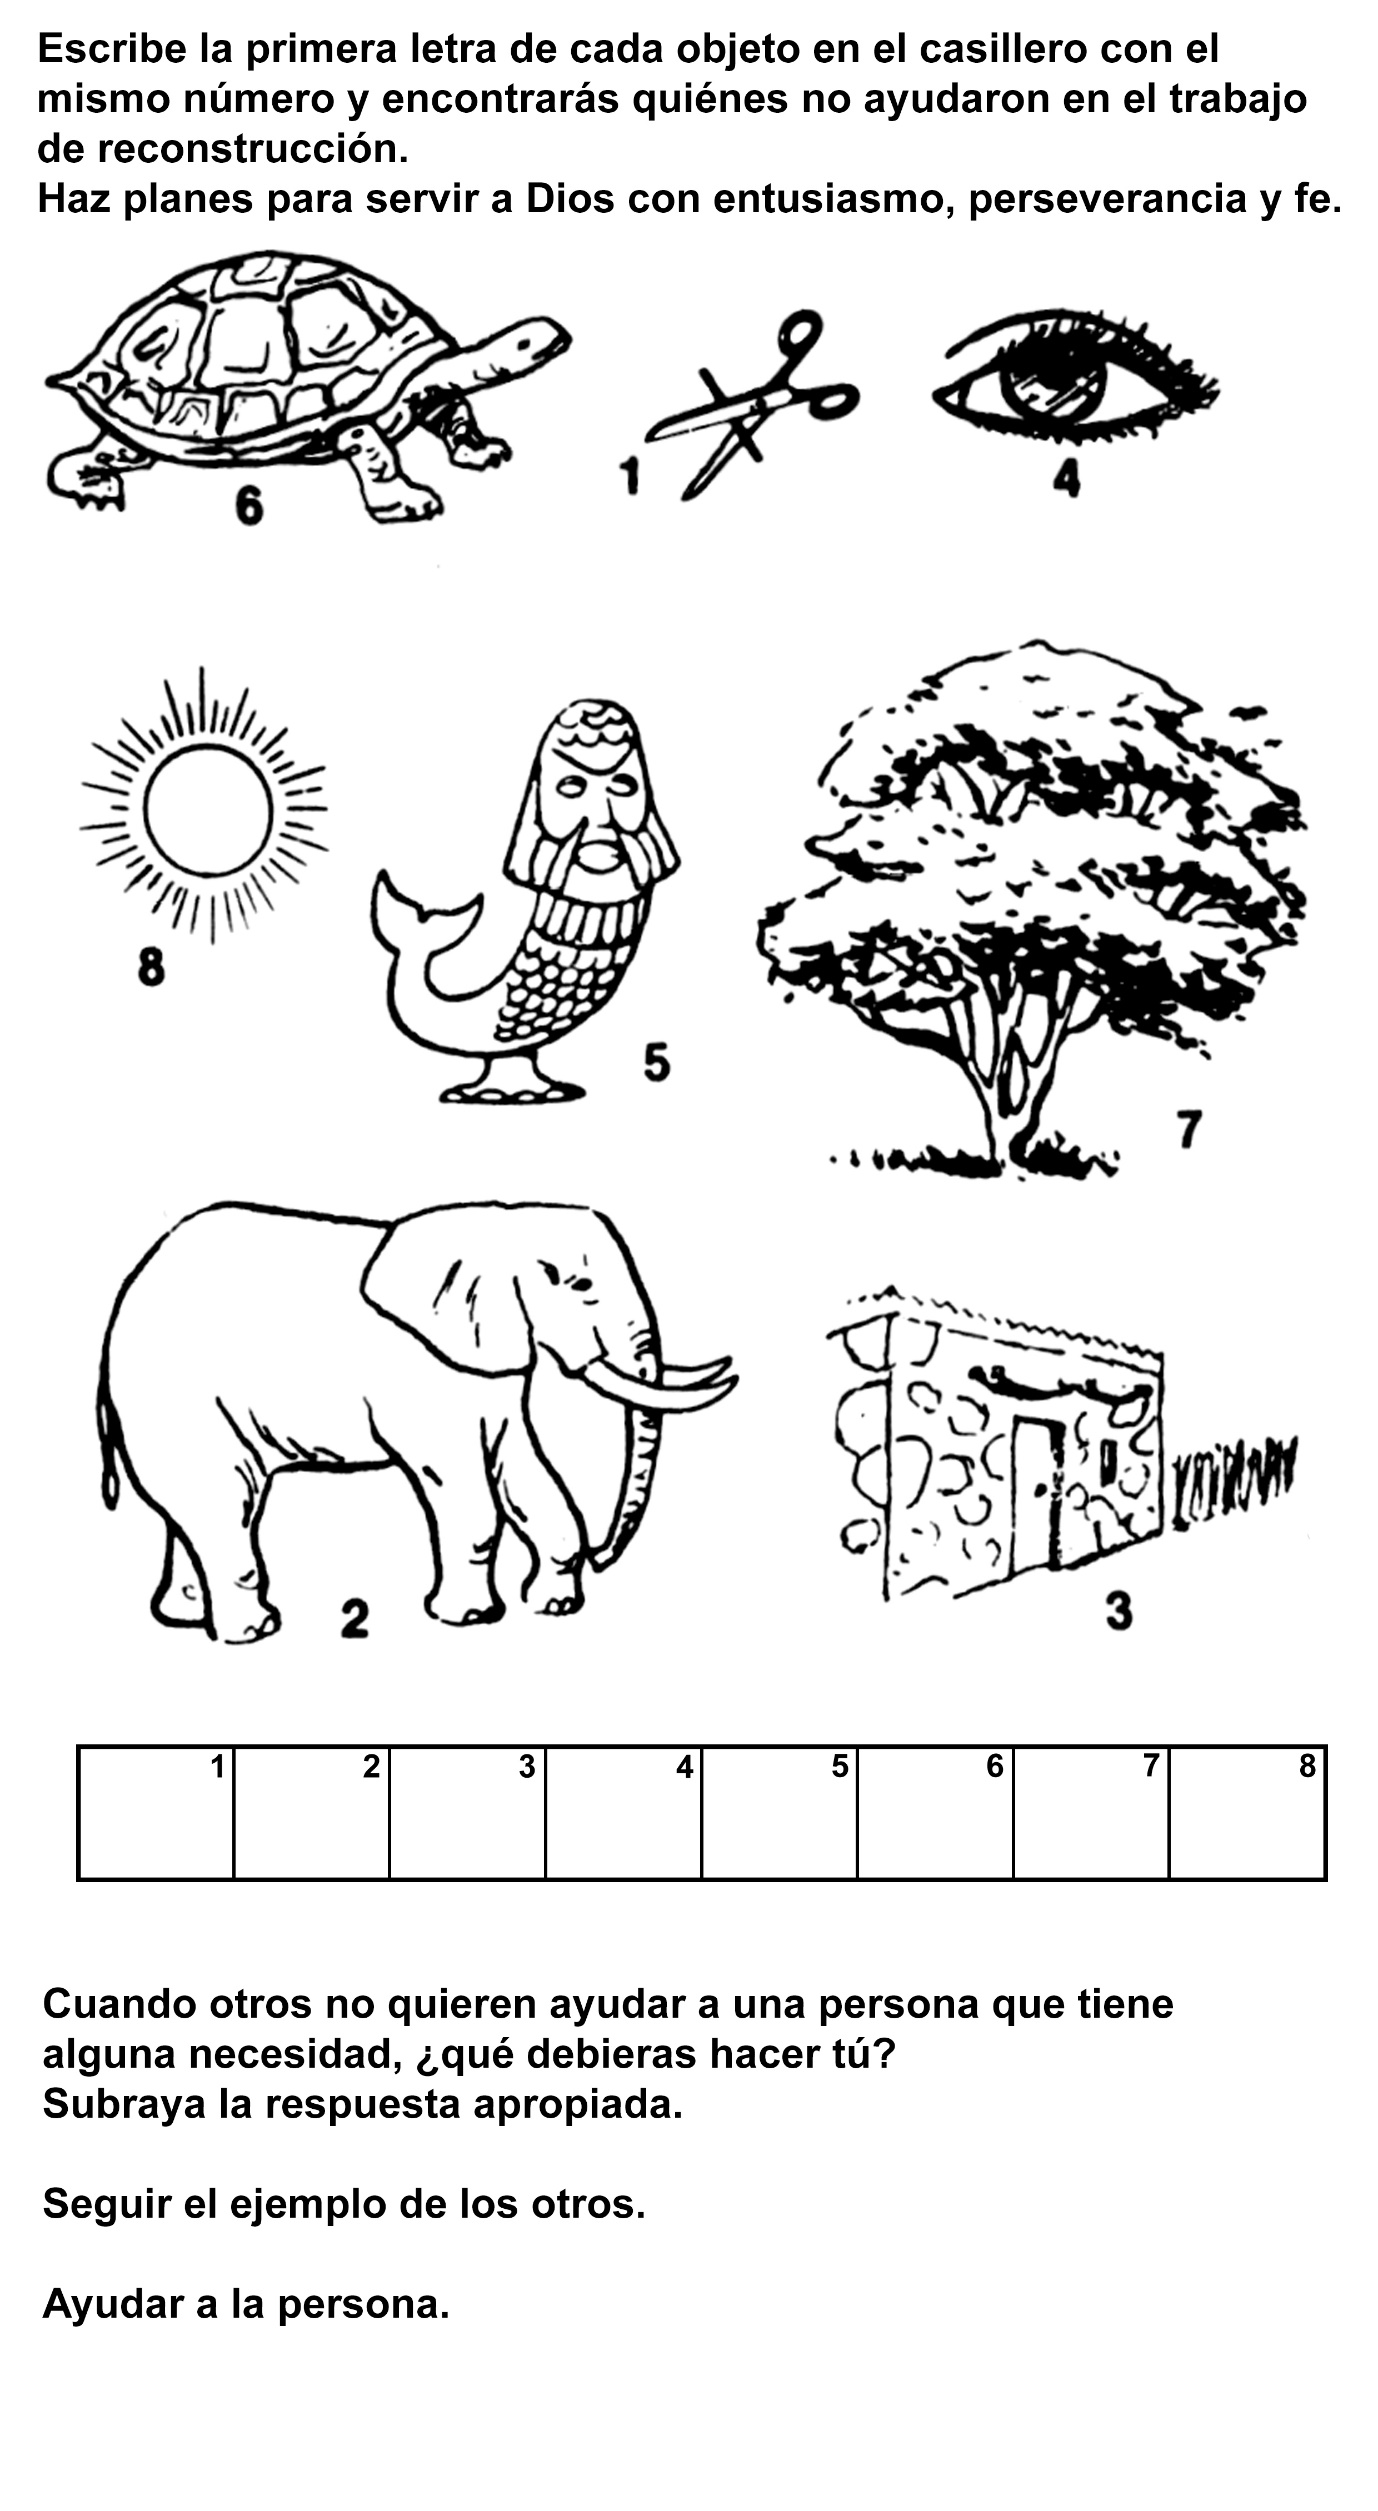 Escribe la primera letra de cada objeto en el casillero con el
mismo número y encontrarás quiénes no ayudaron en el trabajo
de reconstrucción.
Haz planes para servir a Dios con entusiasmo, perseverancia y fe.
6
1
4
8
5
7
2
3
1 2 3 4 5 6 7 8
Cuando otros no quieren ayudar a una persona que tiene
alguna necesidad, ¿qué debieras hacer tú?
Subraya la respuesta apropiada.
Seguir el ejemplo de los otros.
Ayudar a la persona.